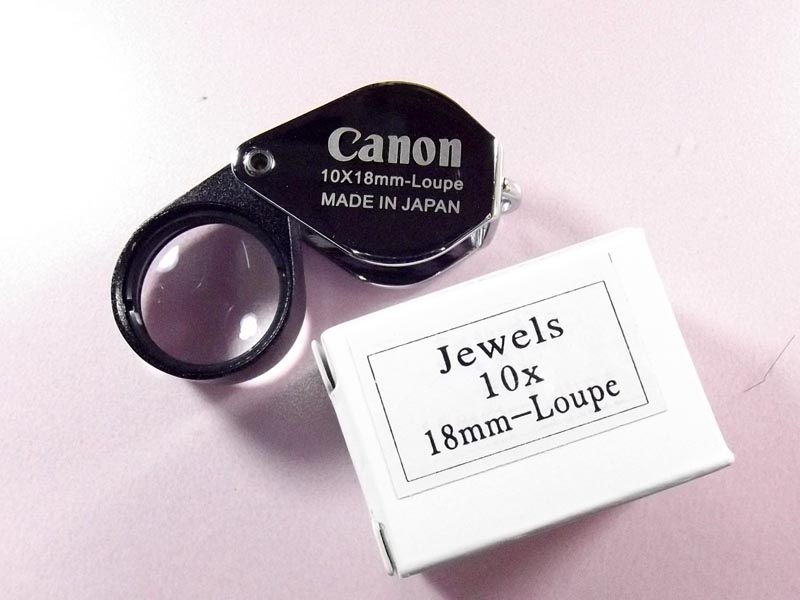 Canon
10X18mm-Loupe
MADE IN JAPAN
Jewels
10x
18mm-Loupe